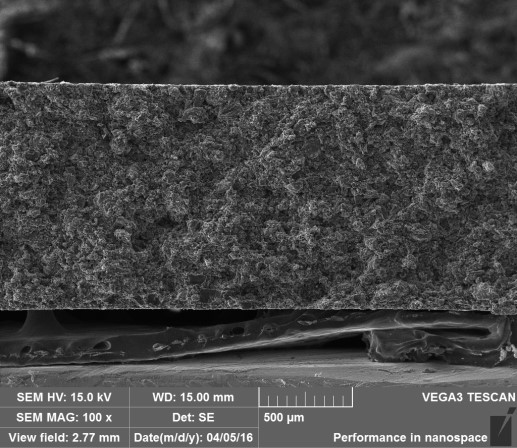 SEM HV: 15.0 kV WD: 15.00 mm VEGA3 TESCAN
SEM MAG: 100 x Det: SE 500 µm
View field: 2.77 mm Date(m/d/y): 04/05/16 Performance in nanospace